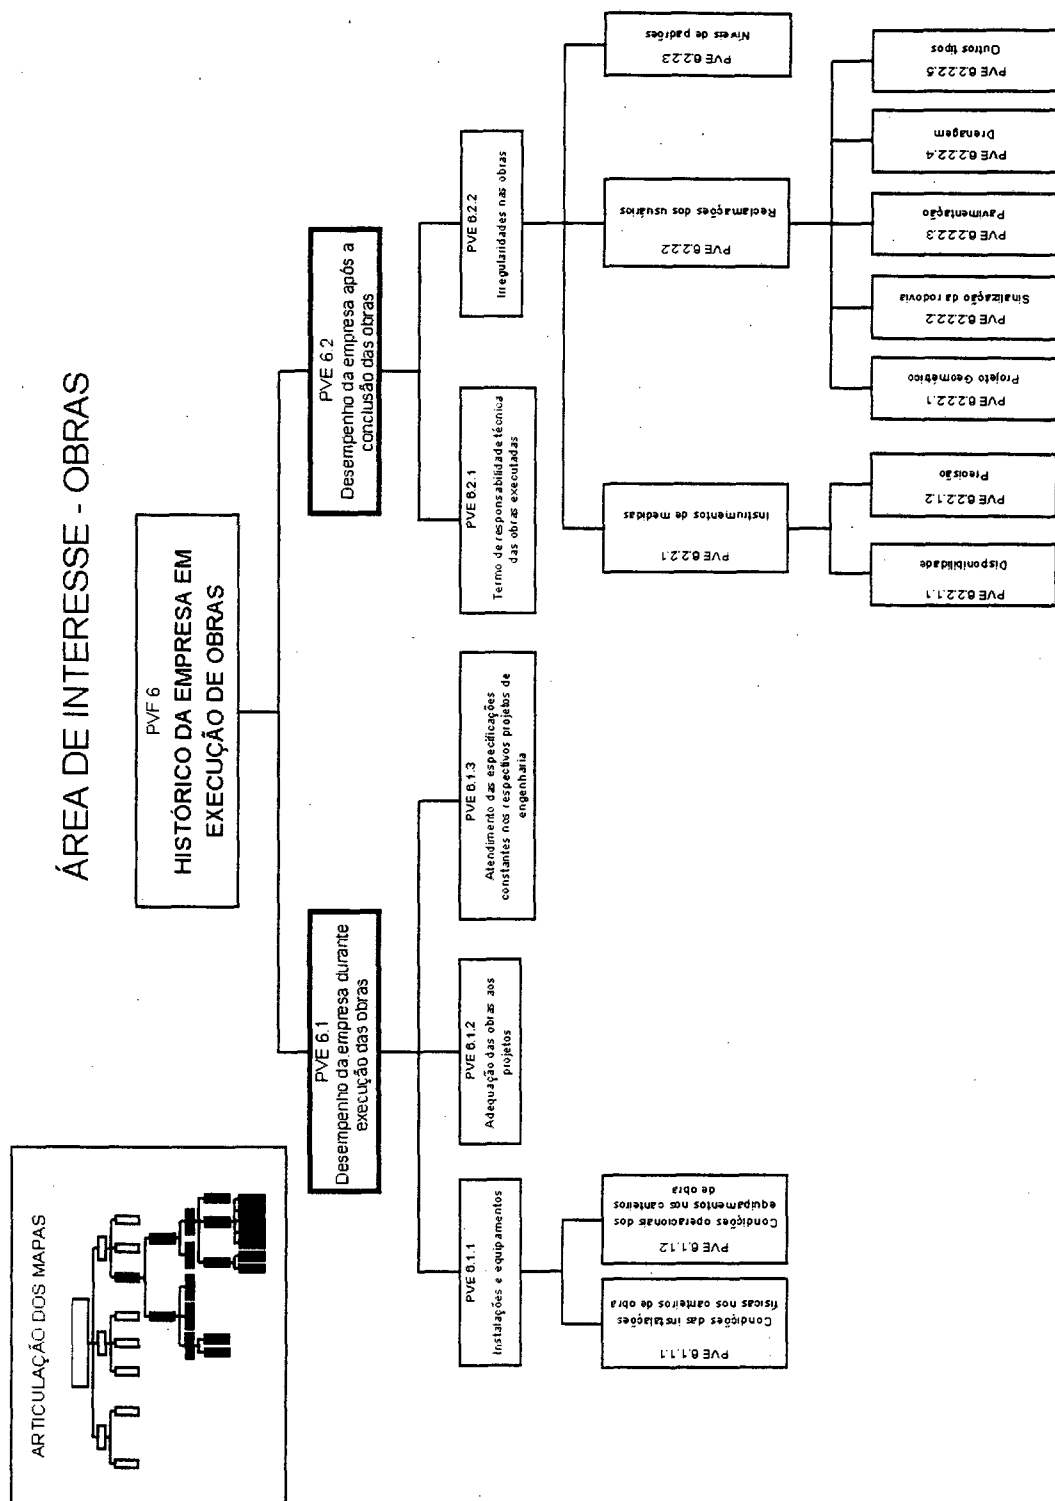 ÁREA DE INTERESSE - OBRAS
ARTICULAÇÃO DOS MAPAS
PVF 6
HISTÓRICO DA EMPRESA EM
EXECUÇÃO DE OBRAS
PVE 6.1
Desempenho da empresa durante
execução das obras
PVE 6.2
Desempenho da empresa após a
conclusão das obras
PVE 6.1.1
Instalações e equipamentos
PVE 6.1.2
Adequação das obras aos
projetos
PVE 6.1.3
Atendimento das especificações
constantes nos respectivos projetos de
engenharia
PVE 6.2.1
Termo de responsabilidade técnica
das obras executadas
PVE 6.2.2
Irregularidades nas obras
PVE 6.1.1.1
Condições das instalações
físicas nos canteiros de obra
PVE 6.1.1.2
Condições operacionais dos
equipamentos nos canteiros
de obra
PVE 6.2.2.1
Instrumentos de medidas
PVE 6.2.2.2
Reclamações dos usuários
PVE 6.2.2.3
Níveis de padrões
PVE 6.2.2.1.1
Disponibilidade
PVE 6.2.2.1.2
Precisão
PVE 6.2.2.2.1
Projeto Geométrico
PVE 6.2.2.2.2
Sinalização da rodovia
PVE 6.2.2.2.3
Pavimentação
PVE 6.2.2.2.4
Drenagem
PVE 6.2.2.2.5
Outros tipos